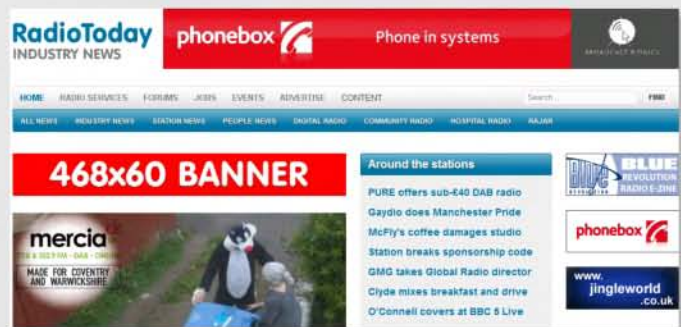 RadioToday
INDUSTRY NEWS
phonebox
Phone in systems
HOME RADIO SERVICES FORUMS JOBS EVENTS ADVERTISE CONTENT
Search...
FIND
ALL NEWS INDUSTRY NEWS STATION NEWS PEOPLE NEWS DIGITAL RADIO COMMUNITY RADIO HOSPITAL RADIO RAJAR
468x60 BANNER
mercia
MADE FOR COVENTRY
AND WARWICKSHIRE
Around the stations
PURE offers sub-€40 DAB radio
Gaydio does Manchester Pride
McFly's coffee damages studio
Station breaks sponsorship code
GMG takes Global Radio director
Clyde mixes breakfast and drive
O'Connell covers at BBC 5 Live
BLUE
REVOLUTION
RADIO E-ZINE
phonebox
www.
jingleworld
.co.uk